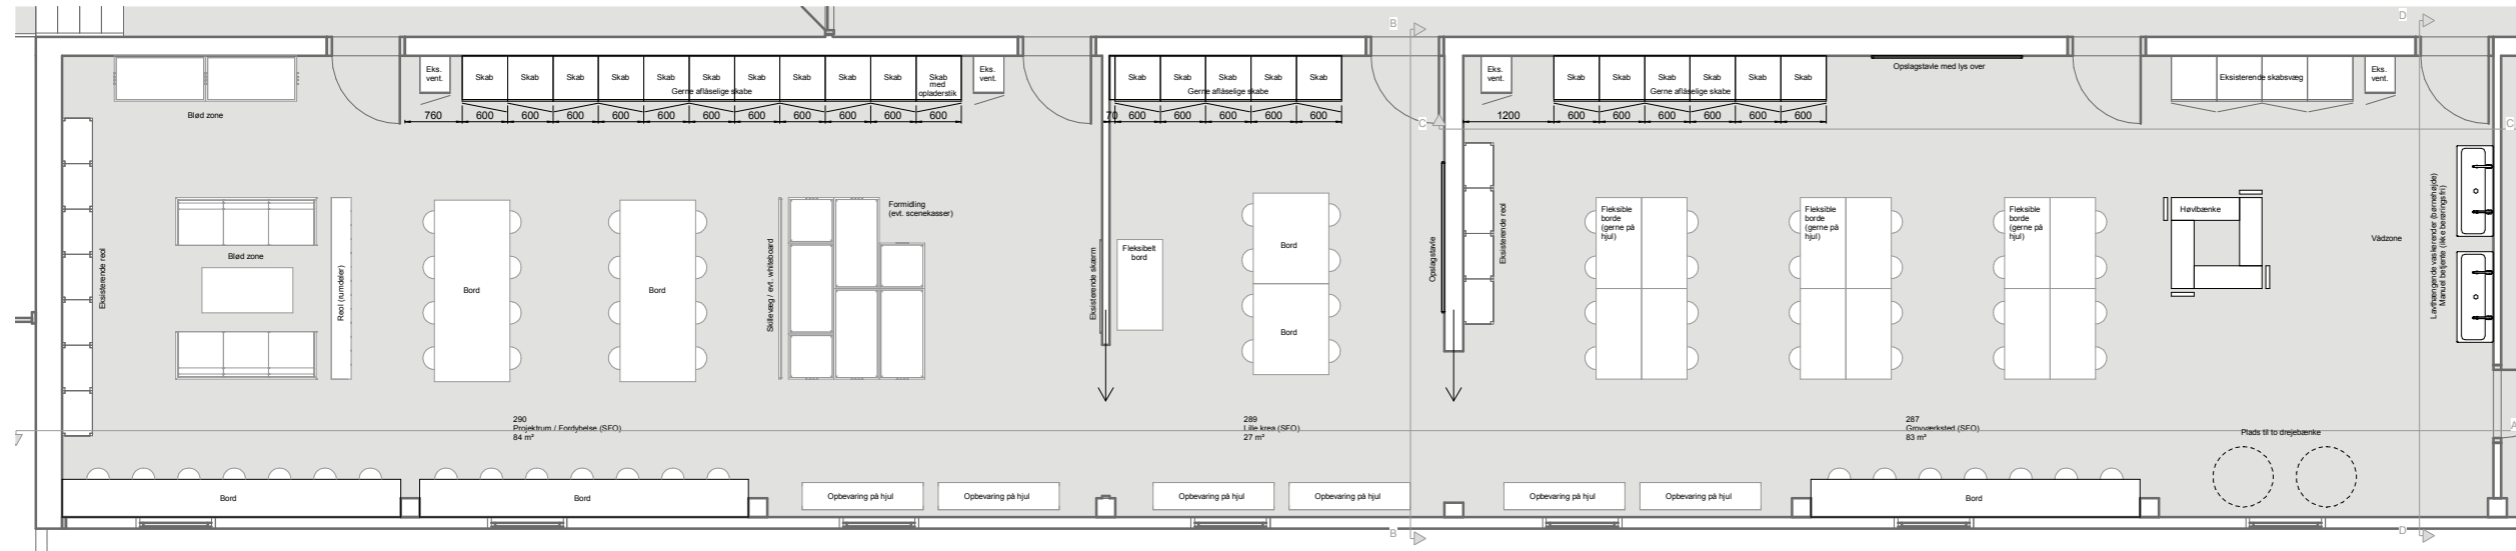 B
D
Eks.
vent.
Skab
Skab
Skab
Skab
Skab
Skab
Skab
Skab
Skab
Skab
Skab
med
opladerstik
Gerne aflåselige skabe
Eks.
vent.
Skab
Skab
Skab
Skab
Skab
Gerne aflåselige skabe
Eks.
vent.
Skab
Skab
Skab
Skab
Skab
Skab
Gerne aflåselige skabe
Opslagstavle med lys over
Eksisterende skabsvæg
Eks.
vent.
Blød zone
760
600
600
600
600
600
600
600
600
600
600
600
70
600
600
600
600
600
C
1200
600
600
600
600
600
600
C
Eksisterende reol
Blød zone
Reol (rumdeler)
Bord
Bord
Skillevæg / evt. whiteboard
Formidling
(evt. scenekasser)
Eksisterende skærm
Fleksibelt
bord
Bord
Bord
Opslagstavle
Eksisterende reol
Fleksible
borde
(gerne på
hjul)
Fleksible
borde
(gerne på
hjul)
Fleksible
borde
(gerne på
hjul)
Høvlbænke
Vådzone
Lavthængende vaskerender (børnehøjde)
Manuel betjente (ikke berøringsfri)
290
Projektrum / Fordybelse (SFO)
84 m²
289
Lille krea (SFO)
27 m²
287
Grovværksted (SFO)
83 m²
Plads til to drejebænke
A
Bord
Bord
Opbevaring på hjul
Opbevaring på hjul
Opbevaring på hjul
Opbevaring på hjul
Opbevaring på hjul
Opbevaring på hjul
Bord
B
D